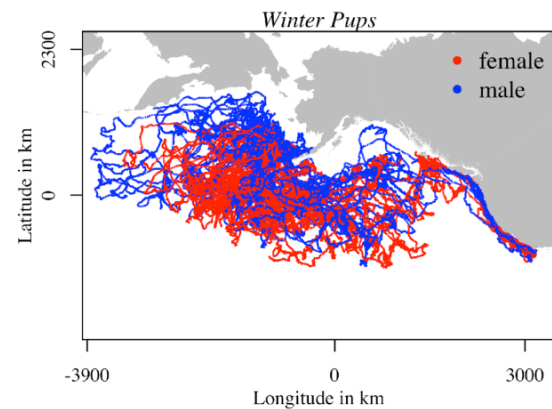 Winter Pups
2300
female
male
Latitude in km
0
-3900 0 3000
Longitude in km